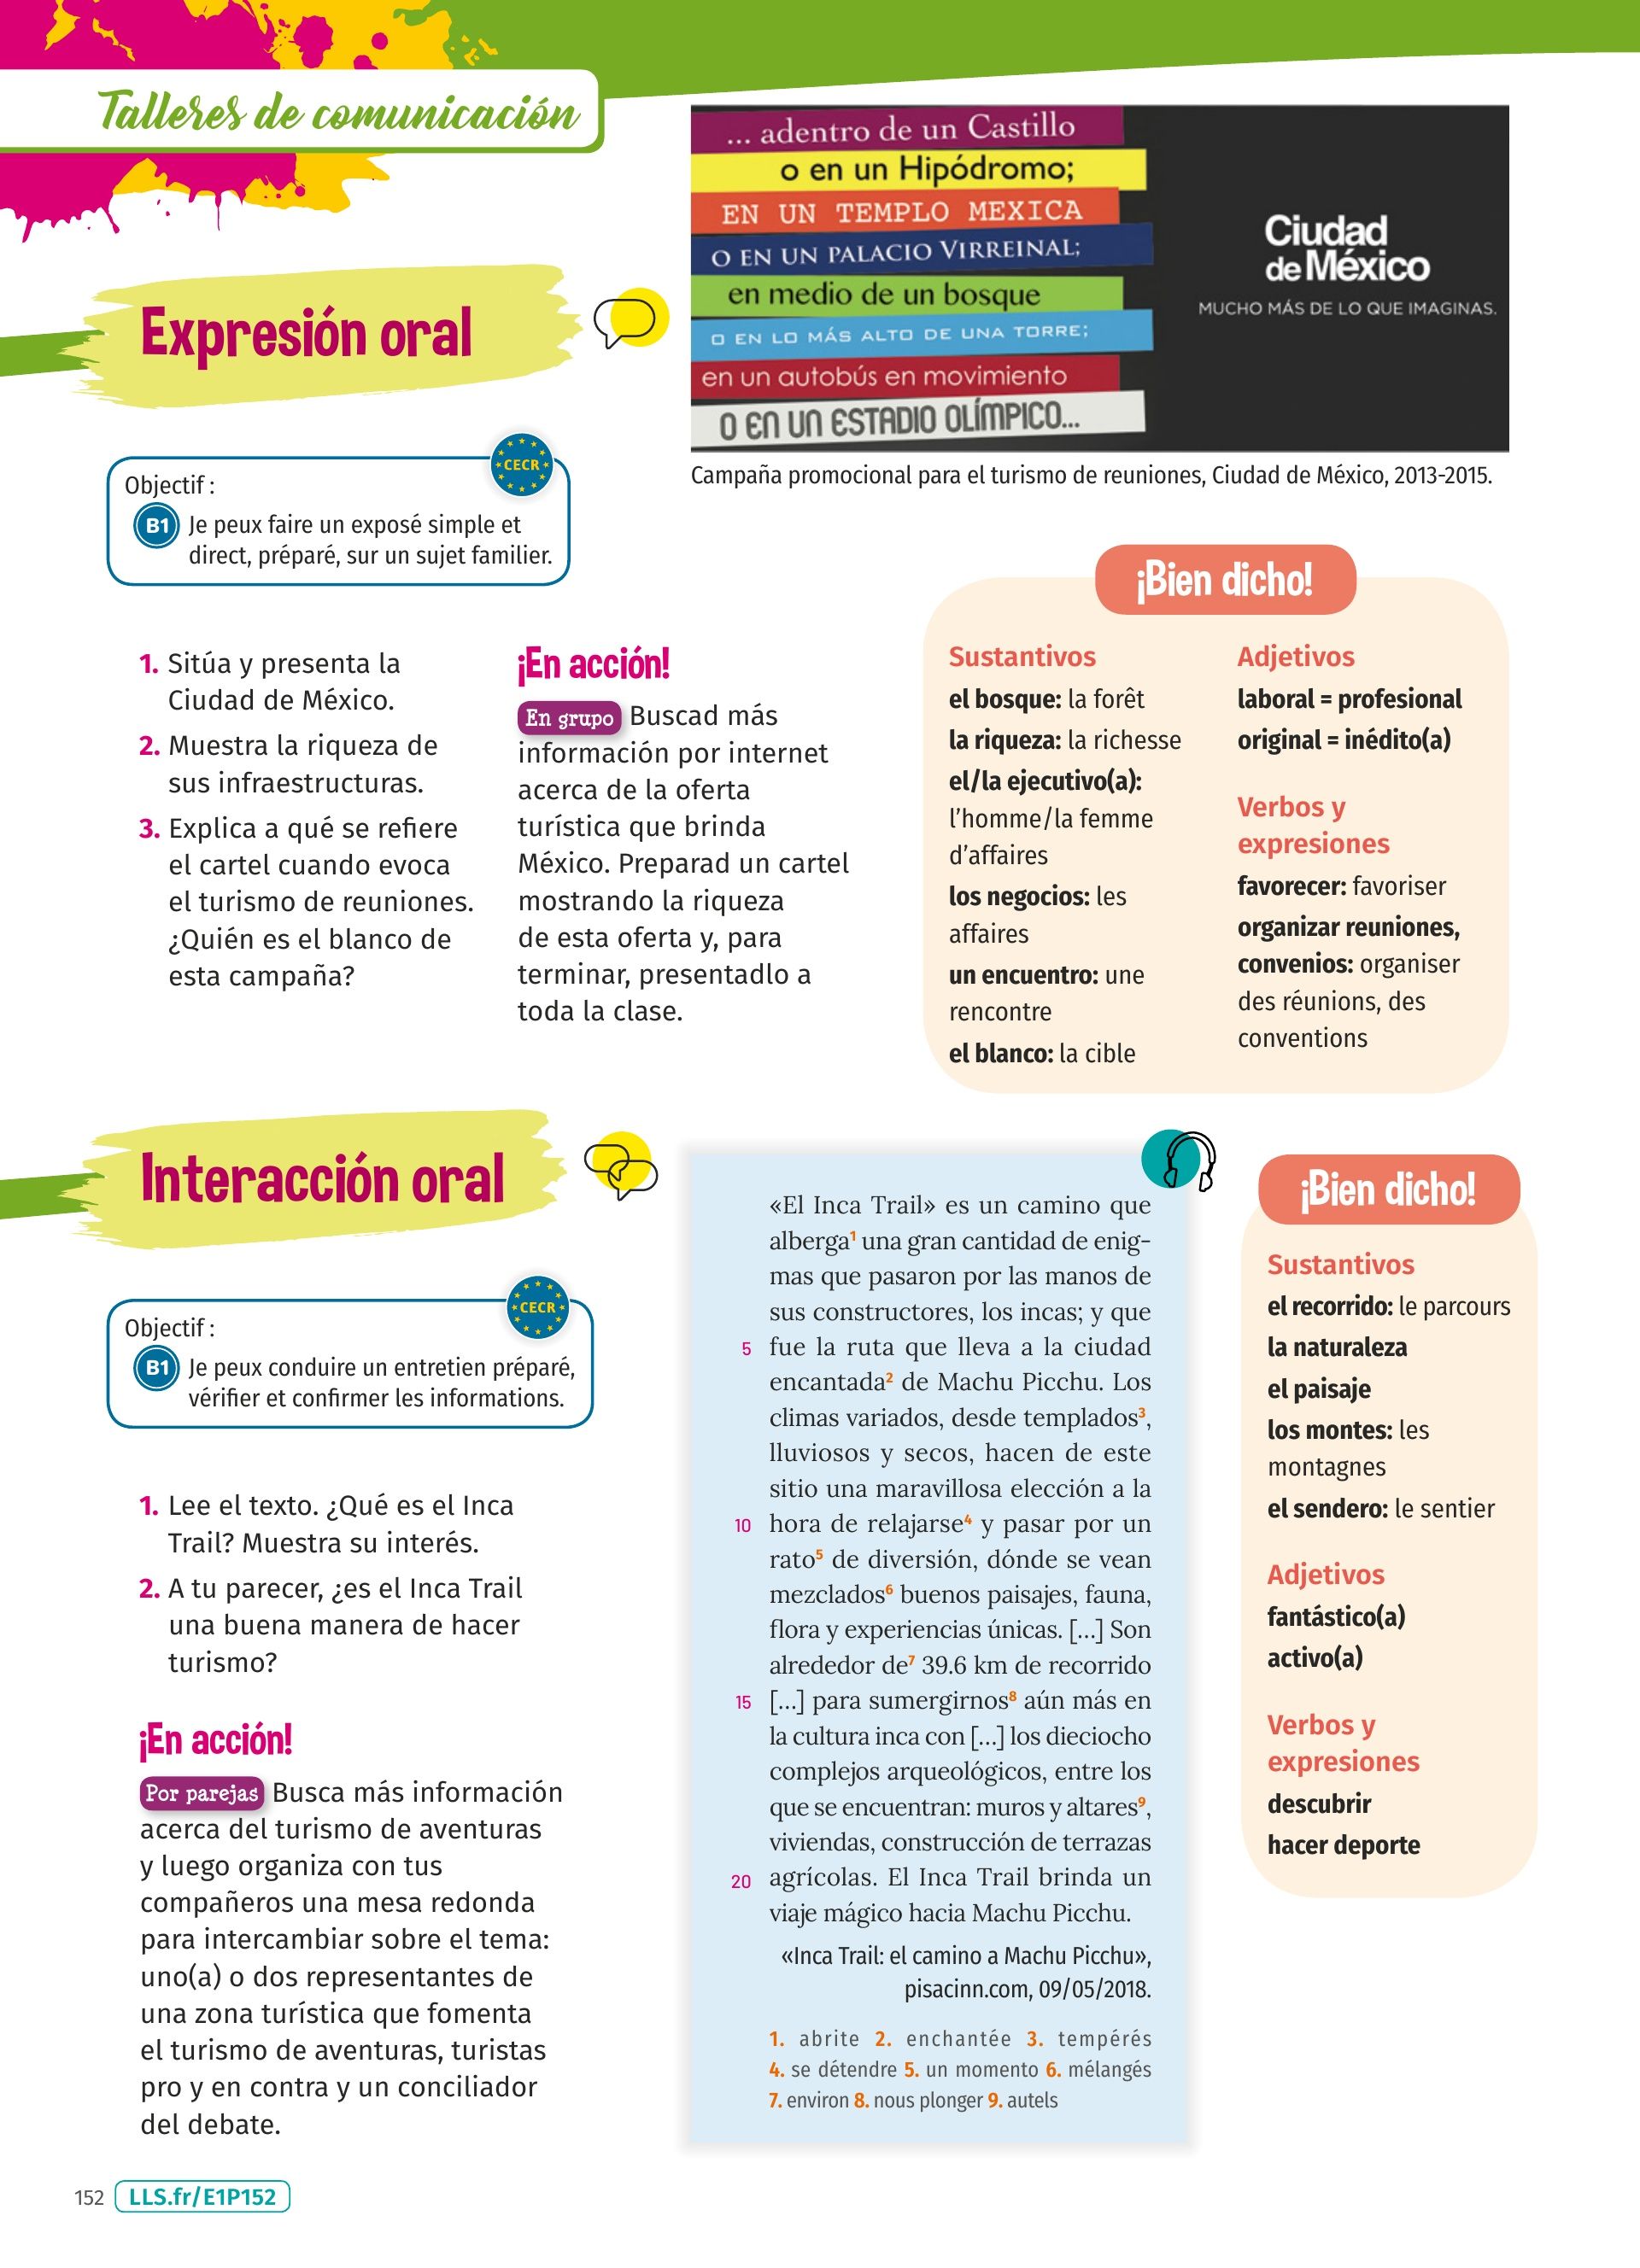 Talleres de comunicación
... adentro de un Castillo
o en un Hipódromo;
EN UN TEMPLO MEXICA
O EN UN PALACIO VIRREINAL;
en medio de un bosque
O EN LO MÁS ALTO DE UNA TORRE;
en un autobús en movimiento
O EN UN ESTADIO OLÍMPICO...
Ciudad
de México
MUCHO MÁS DE LO QUE IMAGINAS.
Campaña promocional para el turismo de reuniones, Ciudad de México, 2013-2015.
Expresión oral
CECR
Objectif :
B1 Je peux faire un exposé simple et
direct, préparé, sur un sujet familier.
1. Sitúa y presenta la
Ciudad de México.
2. Muestra la riqueza de
sus infraestructuras.
3. Explica a qué se refiere
el cartel cuando evoca
el turismo de reuniones.
¿Quién es el blanco de
esta campaña?
¡En acción!
En grupo Buscad más
información por internet
acerca de la oferta
turística que brinda
México. Preparad un cartel
mostrando la riqueza
de esta oferta y, para
terminar, presentadlo a
toda la clase.
¡Bien dicho!
Sustantivos
el bosque: la forêt
la riqueza: la richesse
el/la ejecutivo(a):
l'homme/la femme
d'affaires
los negocios: les
affaires
un encuentro: une
rencontre
el blanco: la cible
Adjetivos
laboral = profesional
original = inédito(a)
Verbos y
expresiones
favorecer: favoriser
organizar reuniones,
convenios: organiser
des réunions, des
conventions
Interacción oral
CECR
Objectif :
B1 Je peux conduire un entretien préparé,
vérifier et confirmer les informations.
1. Lee el texto. ¿Qué es el Inca
Trail? Muestra su interés.
2. A tu parecer, ¿es el Inca Trail
una buena manera de hacer
turismo?
¡En acción!
Por parejas Busca más información
acerca del turismo de aventuras
y luego organiza con tus
compañeros una mesa redonda
para intercambiar sobre el tema:
uno(a) o dos representantes de
una zona turística que fomenta
el turismo de aventuras, turistas
pro y en contra y un conciliador
del debate.
«El Inca Trail» es un camino que
alberga1 una gran cantidad de enig-
mas que pasaron por las manos de
sus constructores, los incas; y que
5 fue la ruta que lleva a la ciudad
encantada2 de Machu Picchu. Los
climas variados, desde templados3,
lluviosos y secos, hacen de este
sitio una maravillosa elección a la
10 hora de relajarse4 y pasar por un
rato5 de diversión, dónde se vean
mezclados6 buenos paisajes, fauna,
flora y experiencias únicas. [...] Son
alrededor de7 39.6 km de recorrido
15 [...] para sumergirnos8 aún más en
la cultura inca con [...] los dieciocho
complejos arqueológicos, entre los
que se encuentran: muros y altares9,
viviendas, construcción de terrazas
20 agrícolas. El Inca Trail brinda un
viaje mágico hacia Machu Picchu.
«Inca Trail: el camino a Machu Picchu»,
pisacinn.com, 09/05/2018.
1. abrite 2. enchantée 3. tempérés
4. se détendre 5. un momento 6. mélangés
7. environ 8. nous plonger 9. autels
¡Bien dicho!
Sustantivos
el recorrido: le parcours
la naturaleza
el paisaje
los montes: les
montagnes
el sendero: le sentier
Adjetivos
fantástico(a)
activo(a)
Verbos y
expresiones
descubrir
hacer deporte
152 LLS.fr/E1P152